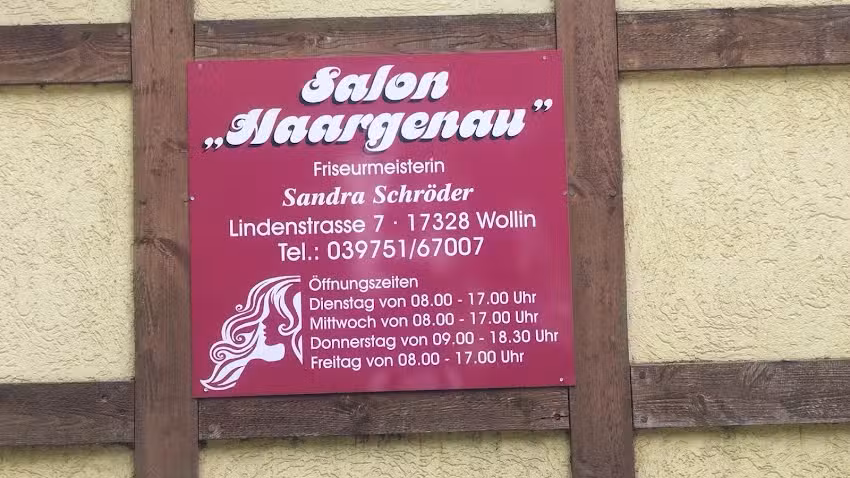 Salon
„Haargenau”
Friseurmeisterin
Sandra Schröder
Lindenstrasse 7 · 17328 Wollin
Tel.: 039751/67007
Öffnungszeiten
Dienstag von 08.00 - 17.00 Uhr
Mittwoch von 08.00 - 17.00 Uhr
Donnerstag von 09.00 - 18.30 Uhr
Freitag von 08.00 - 17.00 Uhr